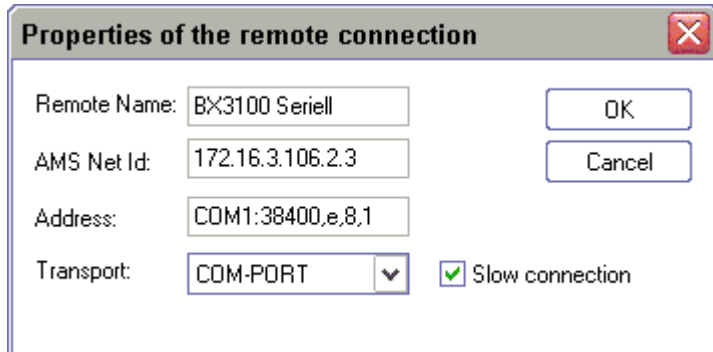 Properties of the remote connection
Remote Name: BX3100 Seriell OK
AMS Net Id: 172.16.3.106.2.3 Cancel
Address: COM1:38400,e,8,1
Transport: COM-PORT Slow connection